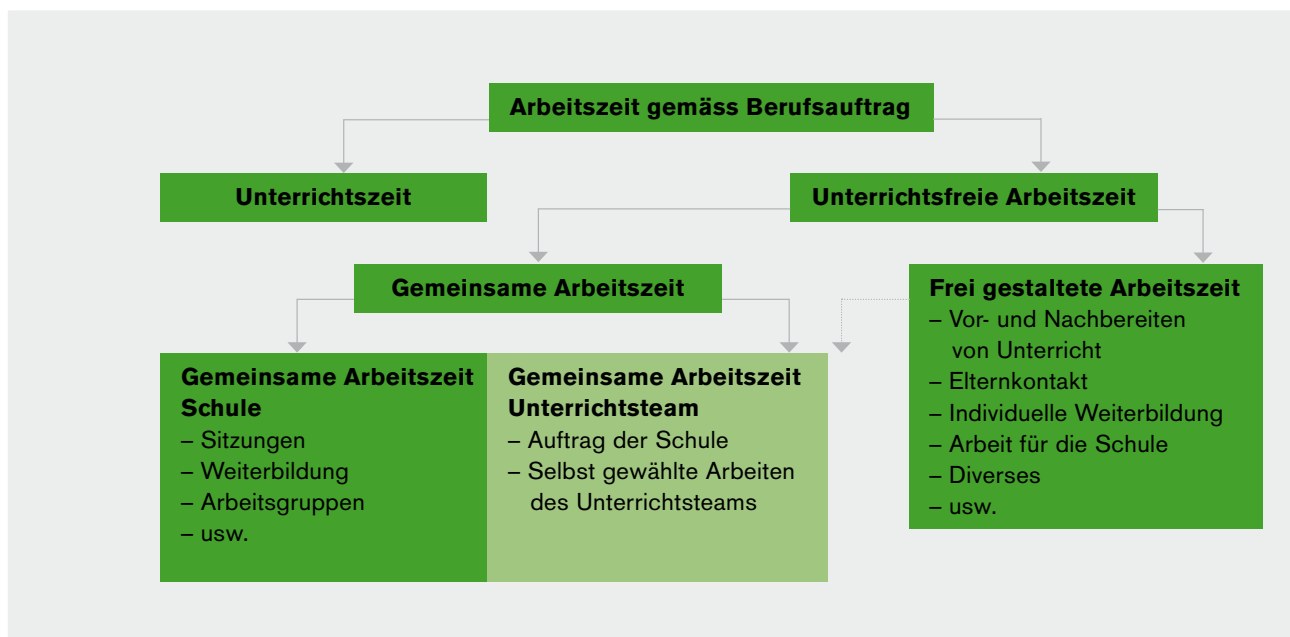 Arbeitszeit gemäss Berufsauftrag
Unterrichtszeit
Unterrichtsfreie Arbeitszeit
Gemeinsame Arbeitszeit
Gemeinsame Arbeitszeit
Schule
– Sitzungen
– Weiterbildung
– Arbeitsgruppen
– usw.
Gemeinsame Arbeitszeit
Unterrichtsteam
– Auftrag der Schule
– Selbst gewählte Arbeiten
des Unterrichtsteams
Frei gestaltete Arbeitszeit
– Vor- und Nachbereiten
von Unterricht
– Elternkontakt
– Individuelle Weiterbildung
– Arbeit für die Schule
– Diverses
– usw.